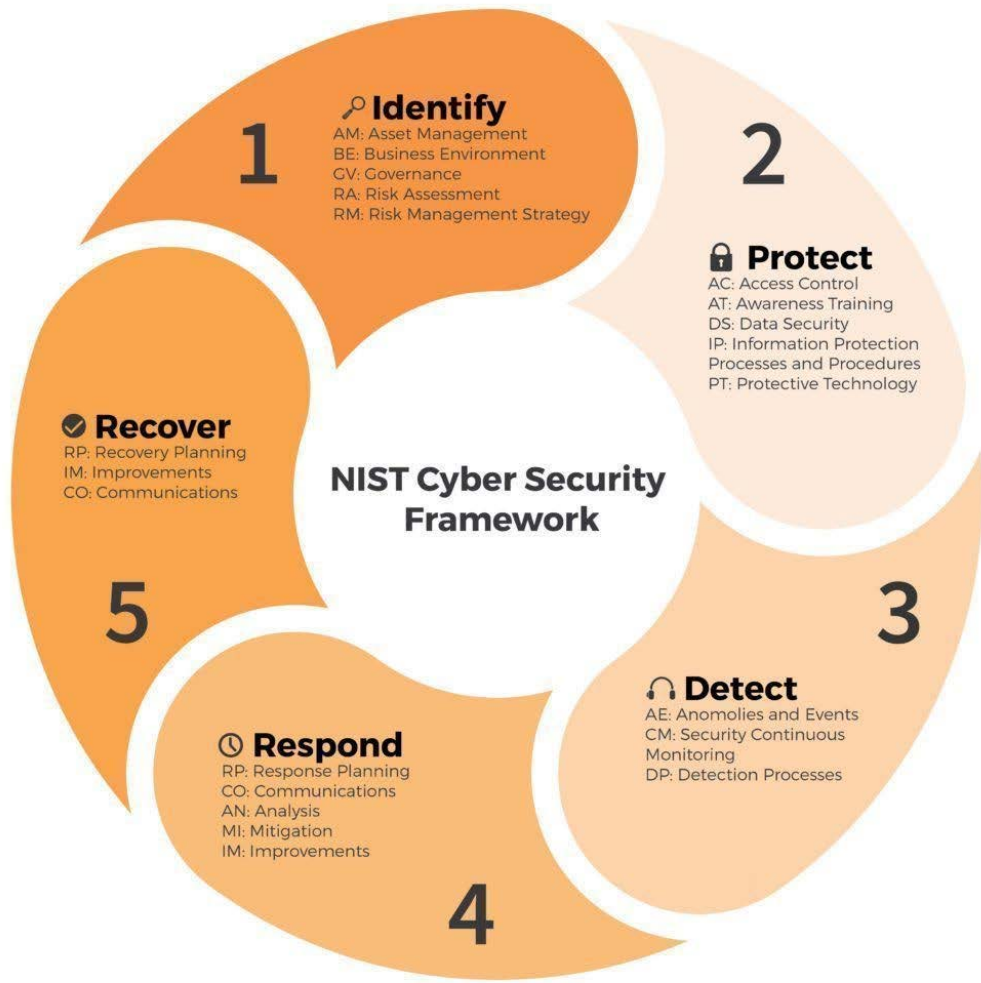 1
Identify
AM: Asset Management
BE: Business Environment
GV: Governance
RA: Risk Assessment
RM: Risk Management Strategy
2
Protect
AC: Access Control
AT: Awareness Training
DS: Data Security
IP: Information Protection
Processes and Procedures
PT: Protective Technology
3
Detect
AE: Anomolies and Events
CM: Security Continuous
Monitoring
DP: Detection Processes
4
Respond
RP: Response Planning
CO: Communications
AN: Analysis
MI: Mitigation
IM: Improvements
5
Recover
RP: Recovery Planning
IM: Improvements
CO: Communications
NIST Cyber Security
Framework